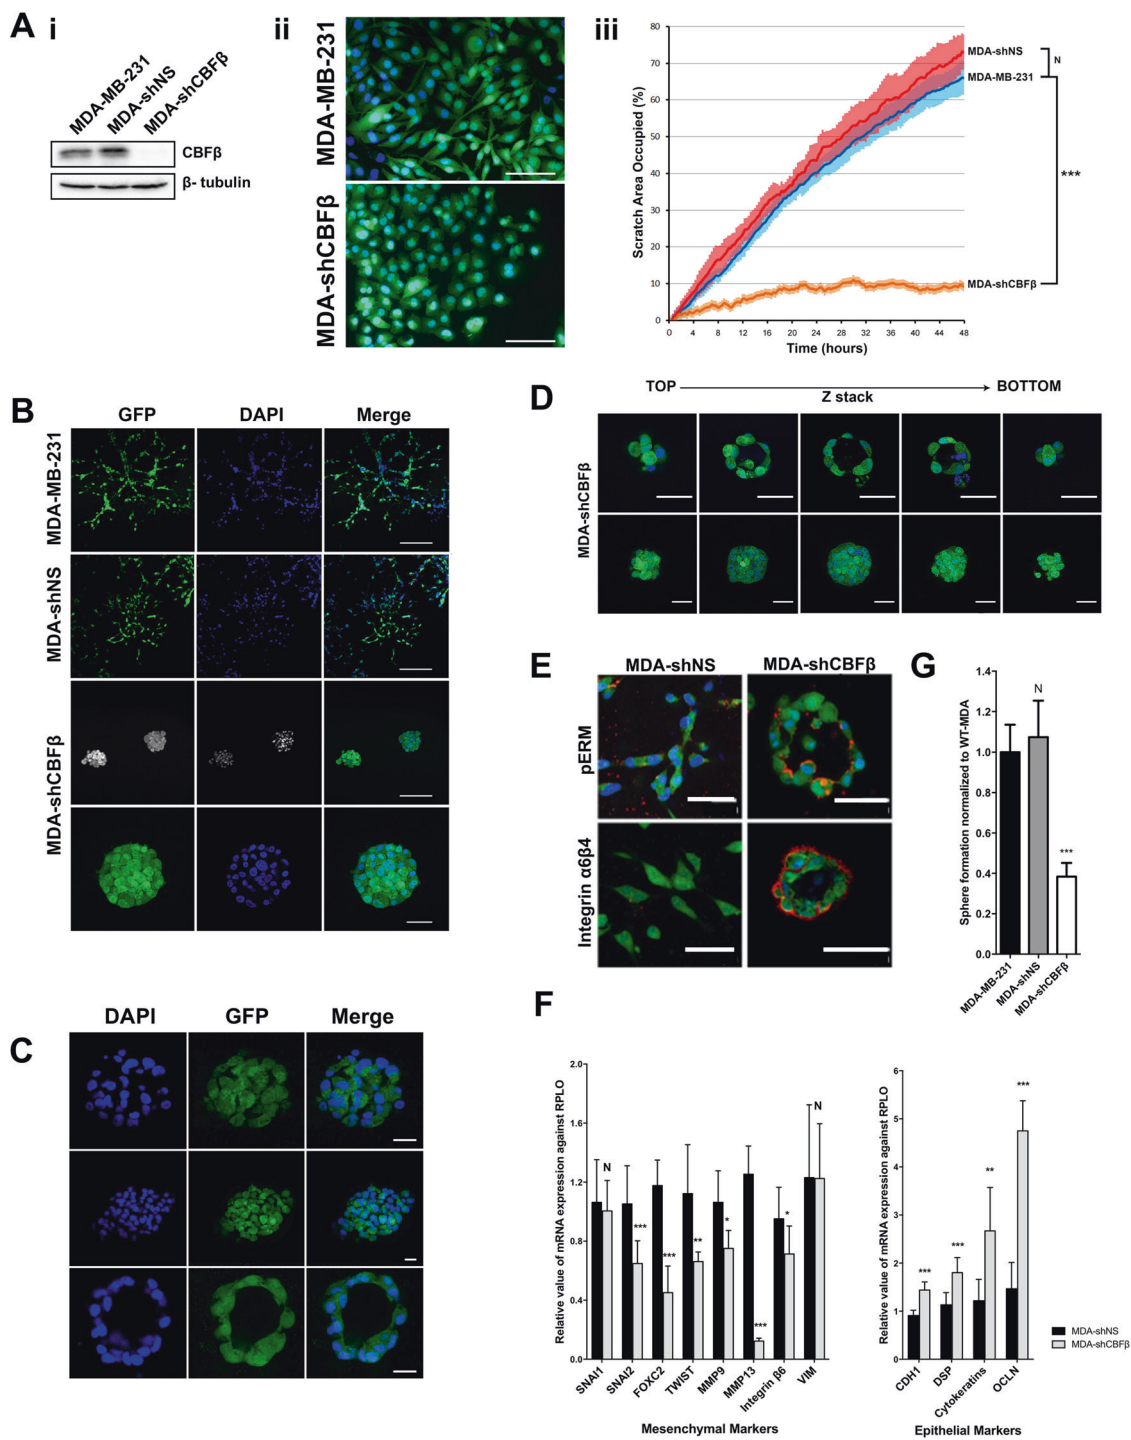 A
i
MDA-MB-231
MDA-shNS
MDA-shCBFβ
CBFβ
β- tubulin
ii
MDA-MB-231
MDA-shCBFβ
iii
Scratch Area Occupied (%)
80
70
60
50
40
30
20
10
0
0 4 8 12 16 20 24 28 32 36 40 44 48
Time (hours)
MDA-shNS
MDA-MB-231
MDA-shCBFβ
N
***
B
GFP DAPI Merge
MDA-MB-231
MDA-shNS
MDA-shCBFβ
C
DAPI GFP Merge
D
TOP BOTTOM
Z stack
MDA-shCBFβ
E
MDA-shNS MDA-shCBFβ
pERM
Integrin α6β4
G
Sphere formation normalized to WT-MDA
1.4
1.2
1.0
0.8
0.6
0.4
0.2
0.0
N
***
MDA-MB-231
MDA-shNS
MDA-shCBFβ
F
Relative value of mRNA expression against RPLO
2.0
1.6
1.2
0.8
0.4
0.0
N *** *** ** * *** * N
SNAI1
SNAI2
FOXC2
TWIST
MMP9
MMP13
Integrin β6
VIM
Mesenchymal Markers
Relative value of mRNA expression against RPLO
6
5
4
3
2
1
0
*** *** ** ***
CDH1
DSP
Cytokeratins
OCLN
Epithelial Markers
MDA-shNS
MDA-shCBFβ